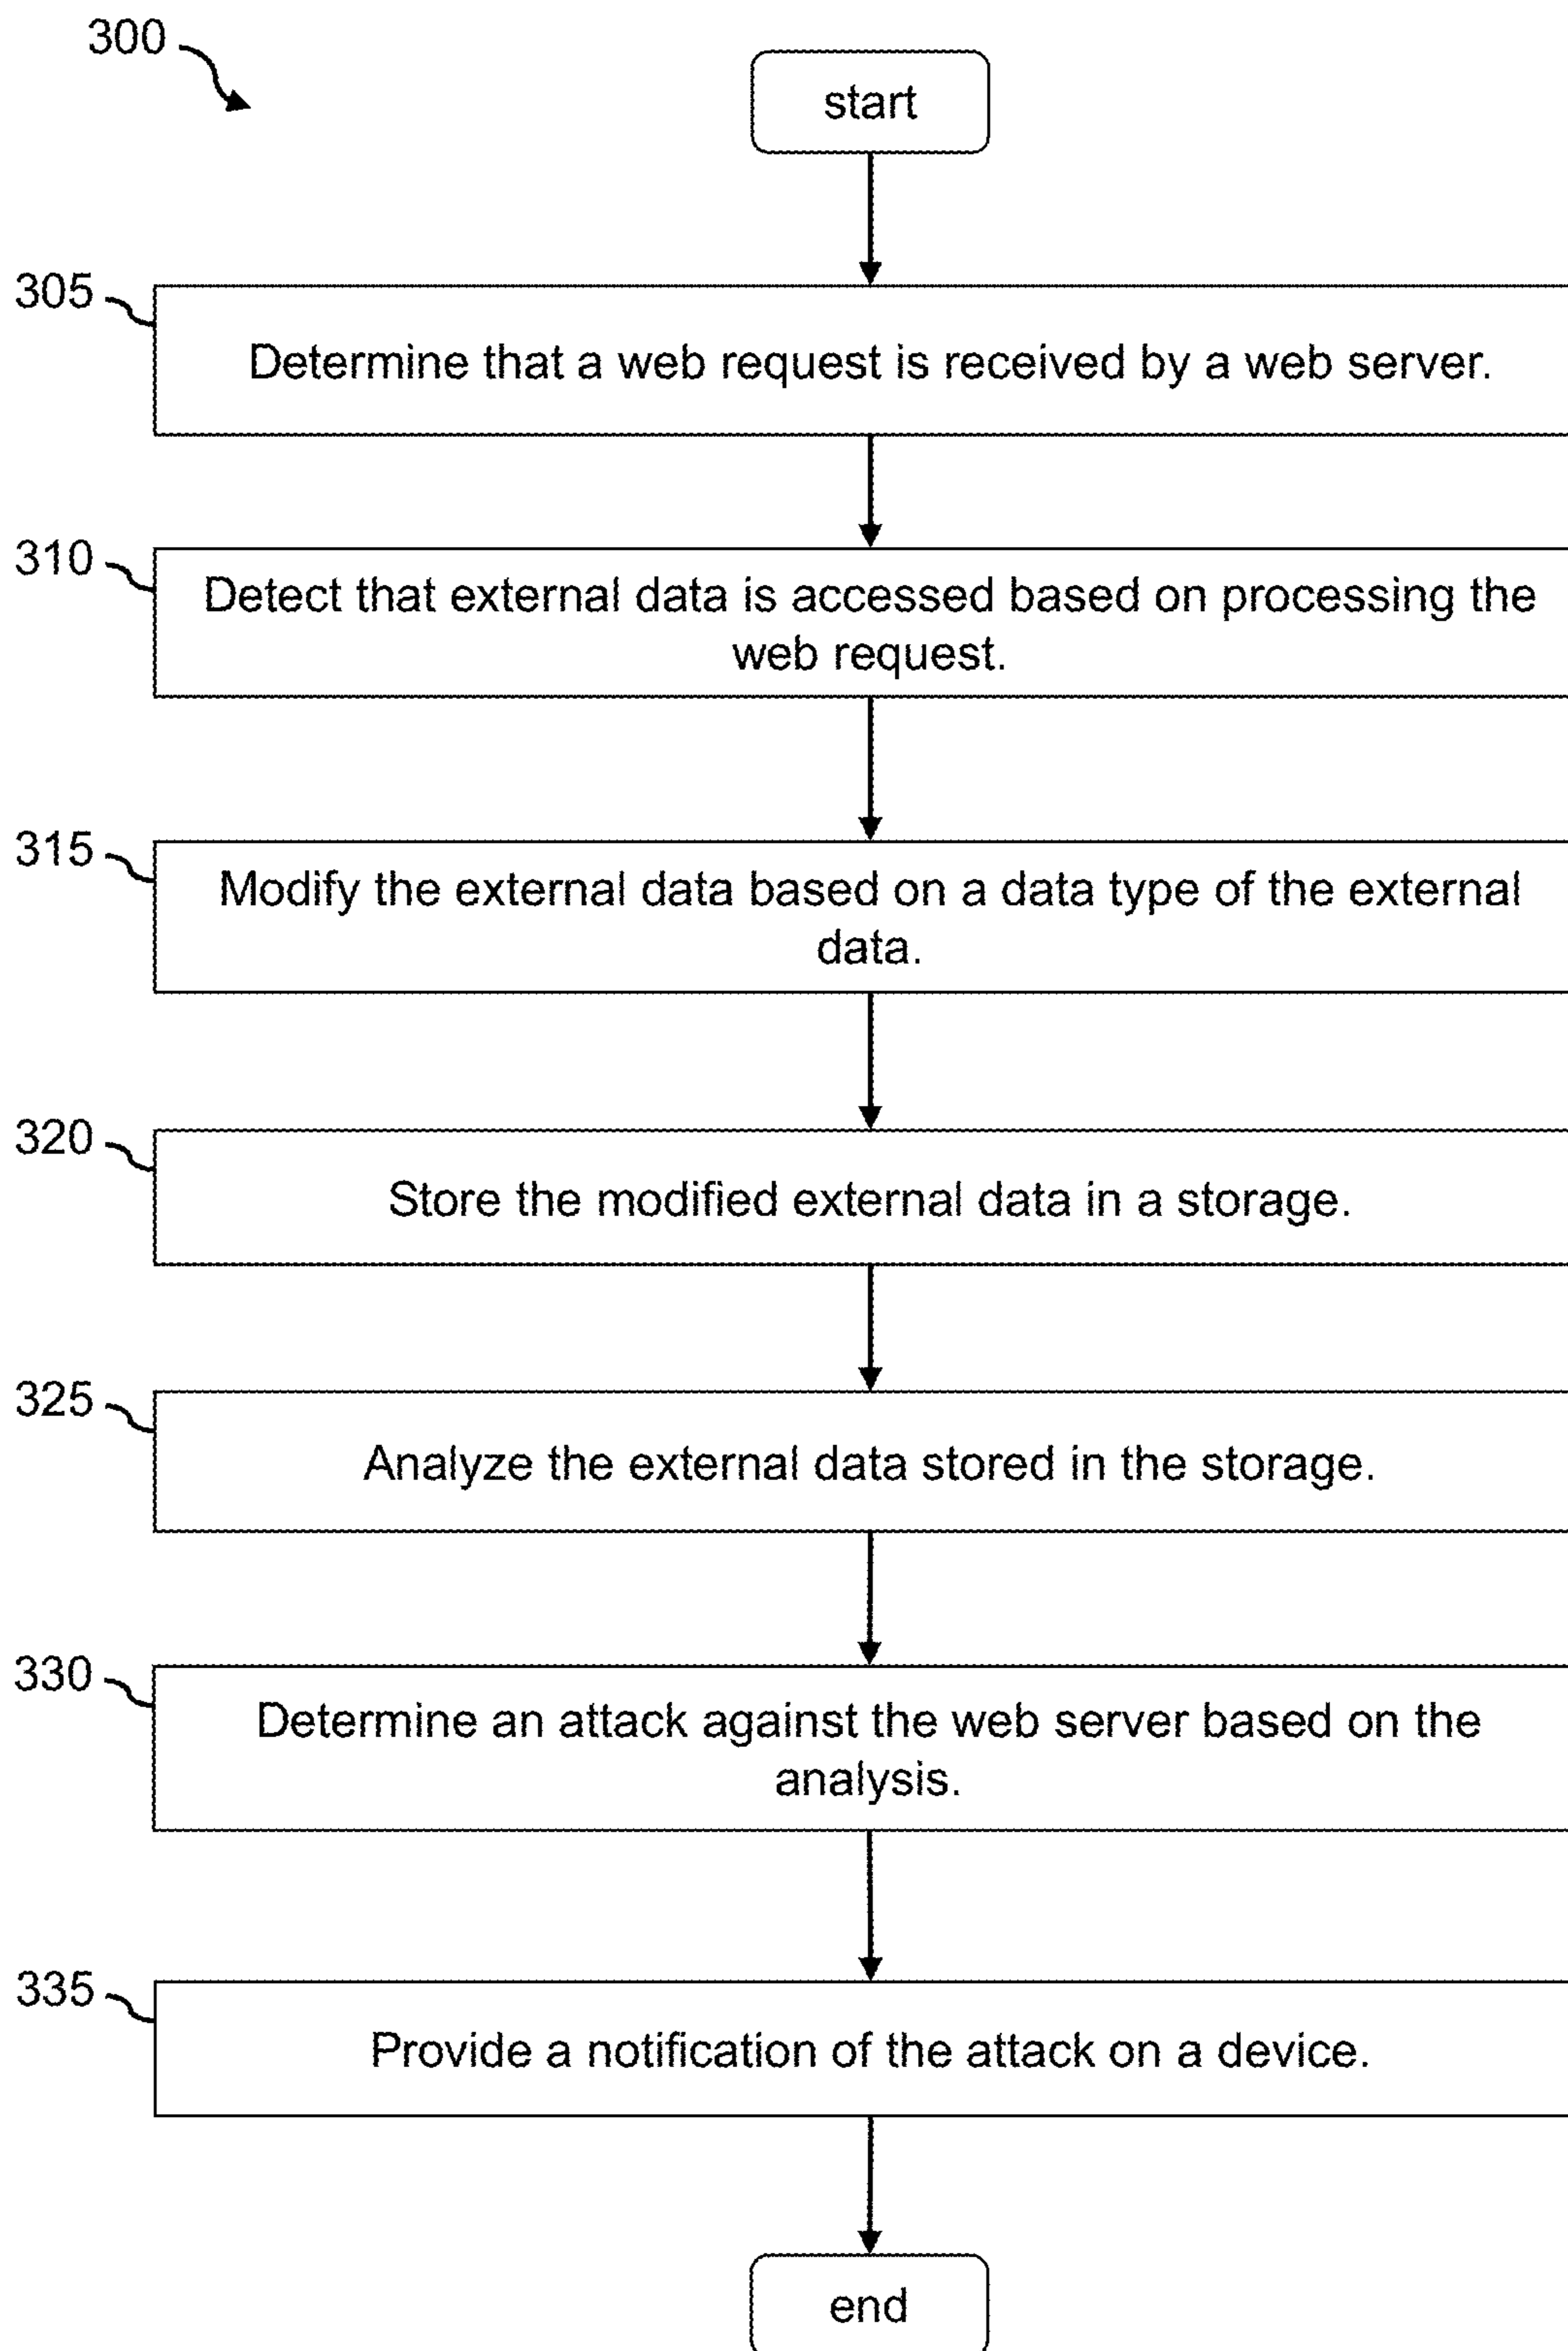 300
start
305
Determine that a web request is received by a web server.
310
Detect that external data is accessed based on processing the
web request.
315
Modify the external data based on a data type of the external
data.
320
Store the modified external data in a storage.
325
Analyze the external data stored in the storage.
330
Determine an attack against the web server based on the
analysis.
335
Provide a notification of the attack on a device.
end